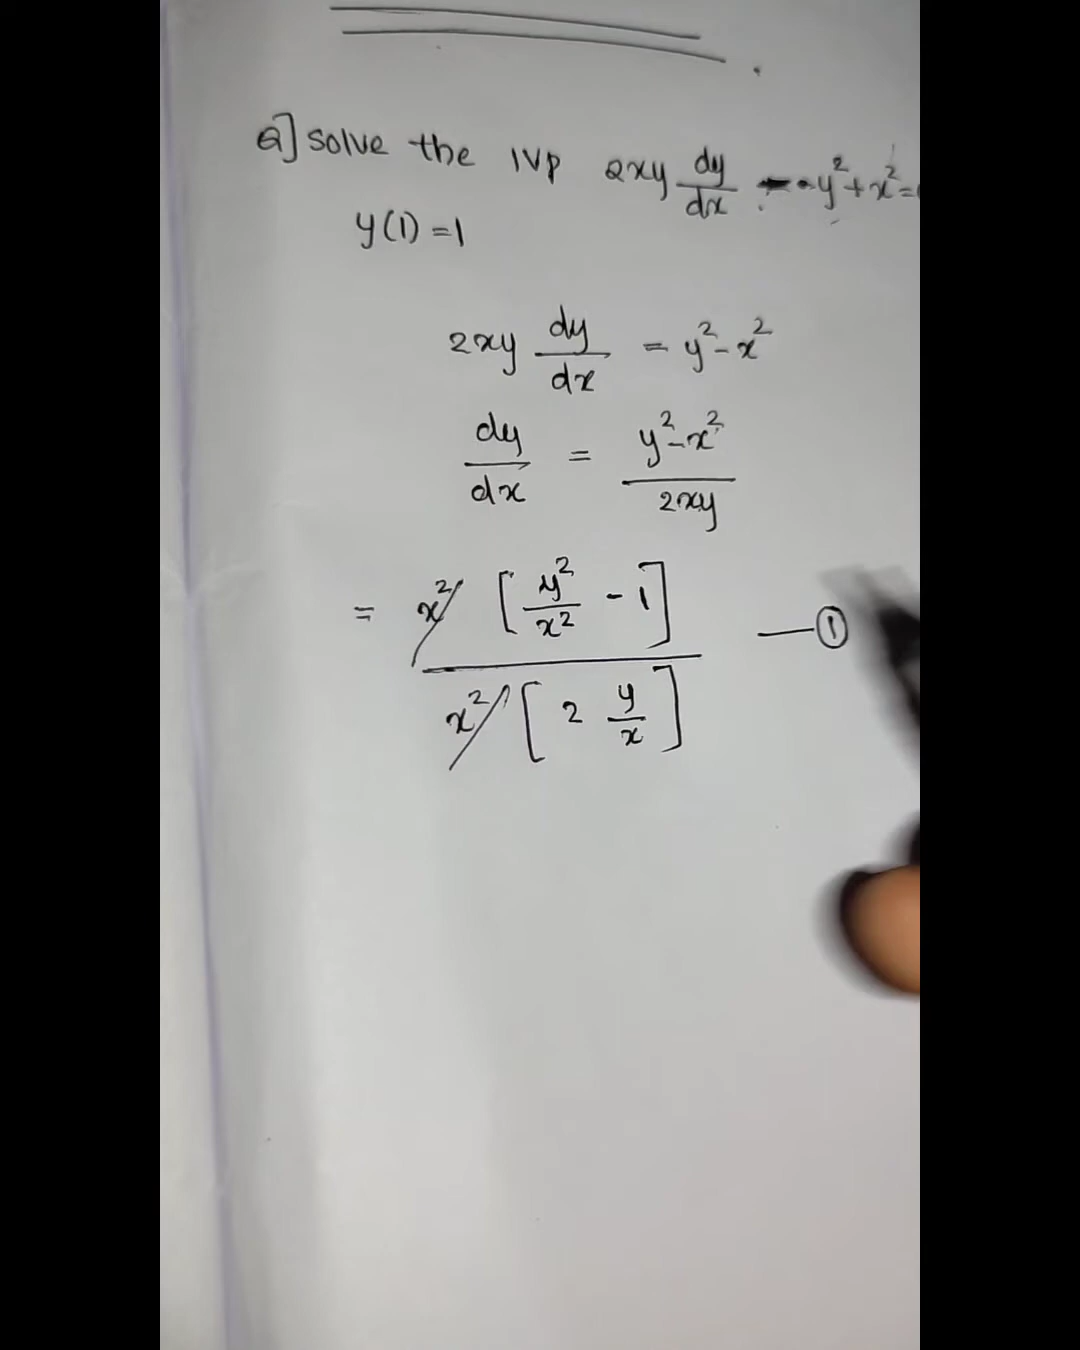 Q] solve the IVP 2xy dy/dx - y² + x² =
y(1) = 1
2xy dy/dx = y² - x²
dy/dx = y² - x² / 2xy
= x² [y²/x² - 1] / x² [2 y/x] — ①